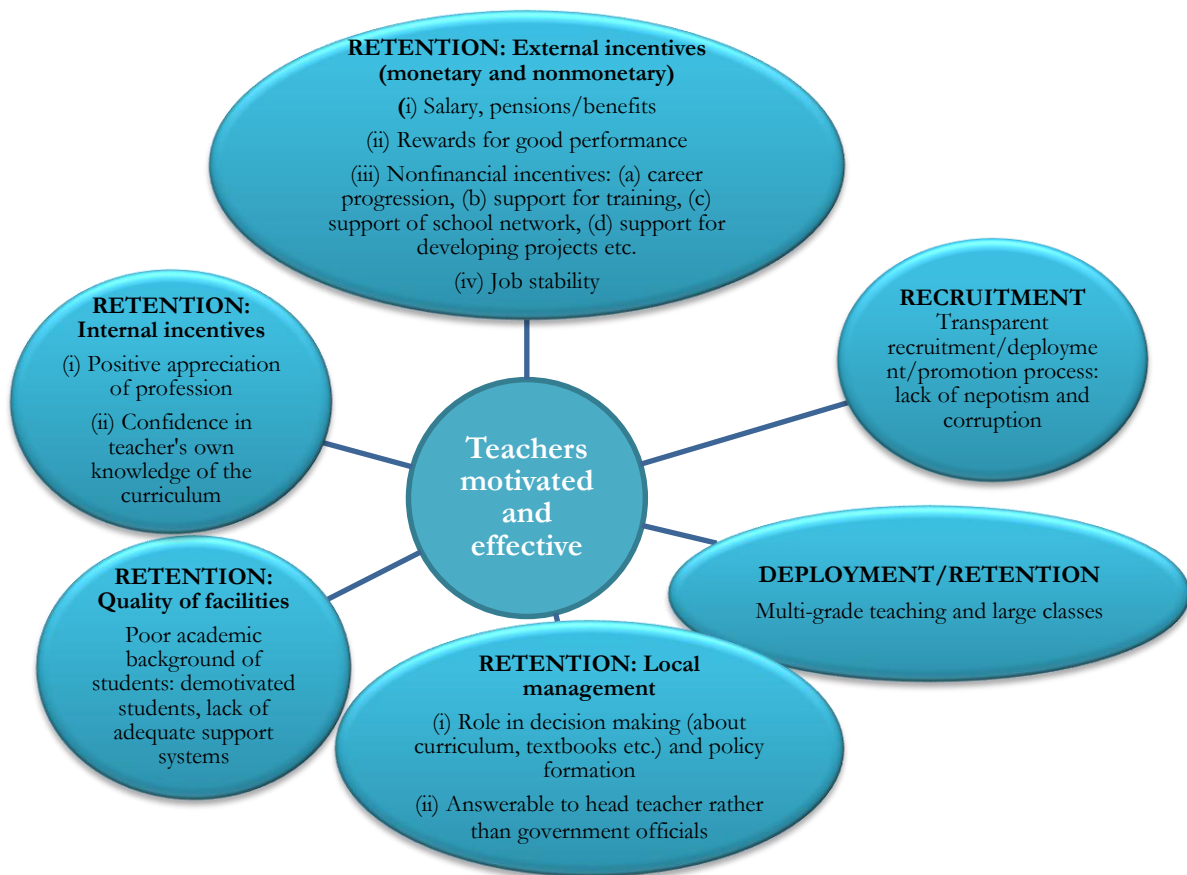 RETENTION: External incentives
(monetary and nonmonetary)
(i) Salary, pensions/benefits
(ii) Rewards for good performance
(iii) Nonfinancial incentives: (a) career
progression, (b) support for training, (c)
support of school network, (d) support for
developing projects etc.
(iv) Job stability
RECRUITMENT
Transparent
recruitment/deployme
nt/promotion process:
lack of nepotism and
corruption
DEPLOYMENT/RETENTION
Multi-grade teaching and large classes
RETENTION: Local
management
(i) Role in decision making (about
curriculum, textbooks etc.) and policy
formation
(ii) Answerable to head teacher rather
than government officials
RETENTION:
Quality of facilities
Poor academic
background of
students: demotivated
students, lack of
adequate support
systems
RETENTION:
Internal incentives
(i) Positive appreciation
of profession
(ii) Confidence in
teacher's own
knowledge of the
curriculum
Teachers
motivated
and
effective